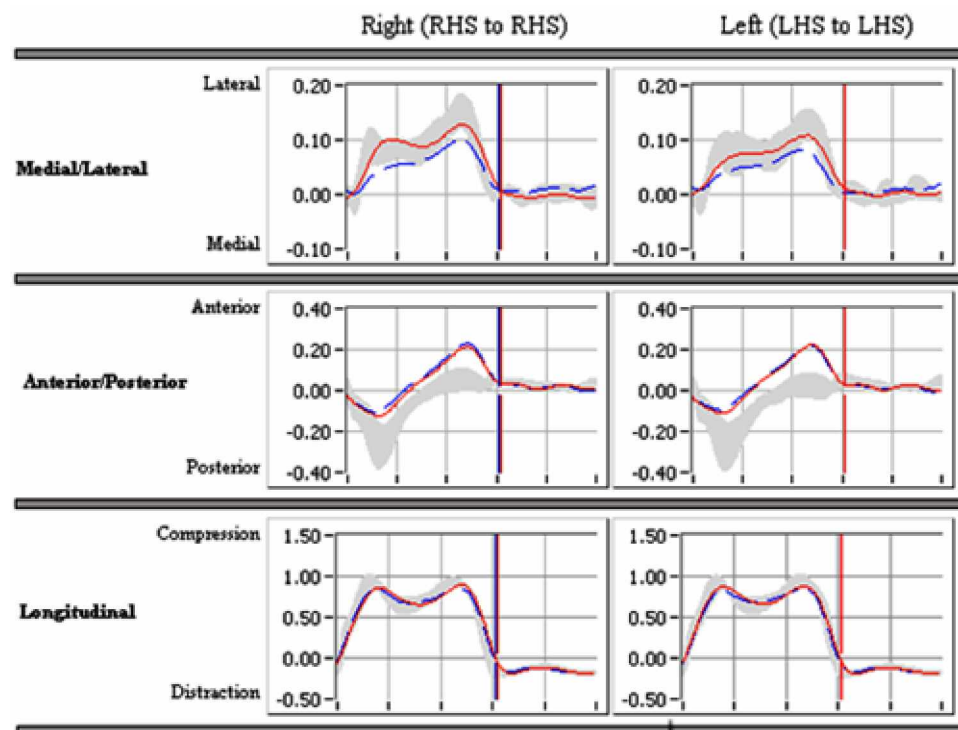 Right (RHS to RHS) Left (LHS to LHS)
Lateral 0.20 0.20
0.10 0.10
Medial/Lateral
0.00 0.00
Medial -0.10 -0.10
Anterior 0.40 0.40
0.20 0.20
Anterior/Posterior 0.00 0.00
-0.20 -0.20
Posterior -0.40 -0.40
Compression 1.50 1.50
1.00 1.00
Longitudinal 0.50 0.50
0.00 0.00
Distraction -0.50 -0.50